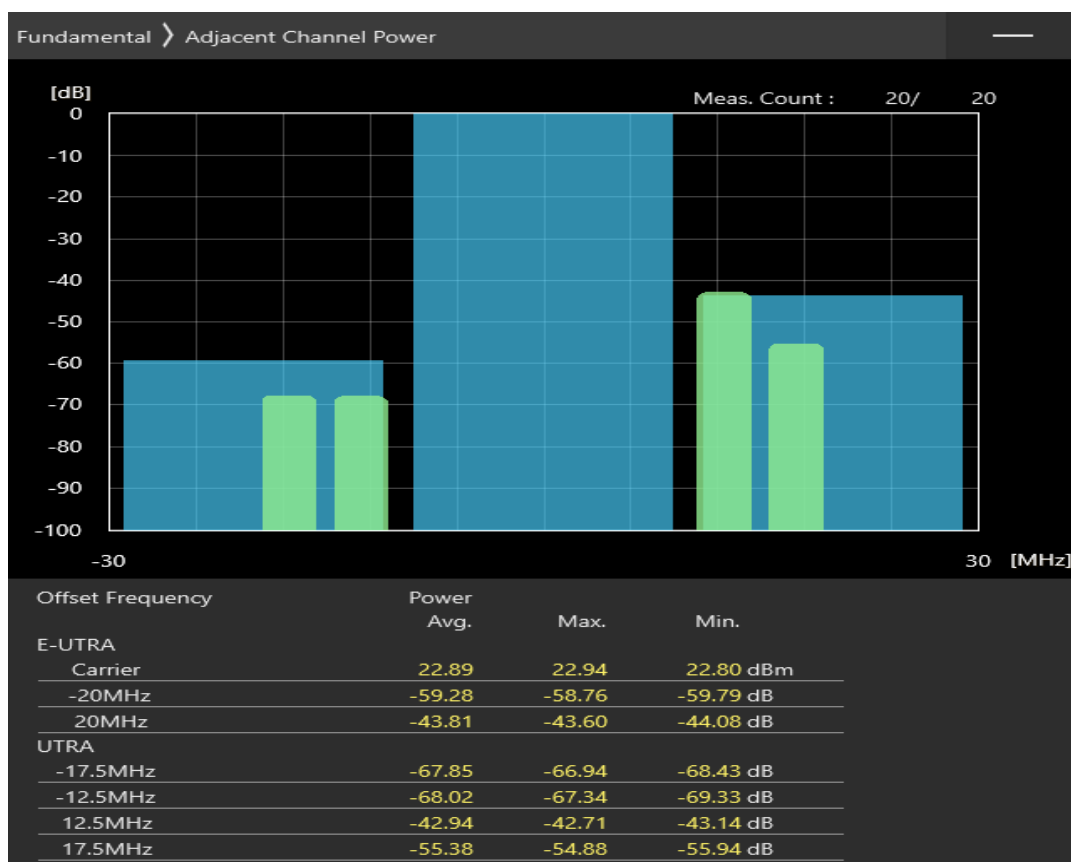 Fundamental ❯ Adjacent Channel Power
[dB]
Meas. Count : 20/ 20
0
-10
-20
-30
-40
-50
-60
-70
-80
-90
-100
-30 30 [MHz]
Offset Frequency Power
Avg. Max. Min.
E-UTRA
Carrier 22.89 22.94 22.80 dBm
-20MHz -59.28 -58.76 -59.79 dB
20MHz -43.81 -43.60 -44.08 dB
UTRA
-17.5MHz -67.85 -66.94 -68.43 dB
-12.5MHz -68.02 -67.34 -69.33 dB
12.5MHz -42.94 -42.71 -43.14 dB
17.5MHz -55.38 -54.88 -55.94 dB